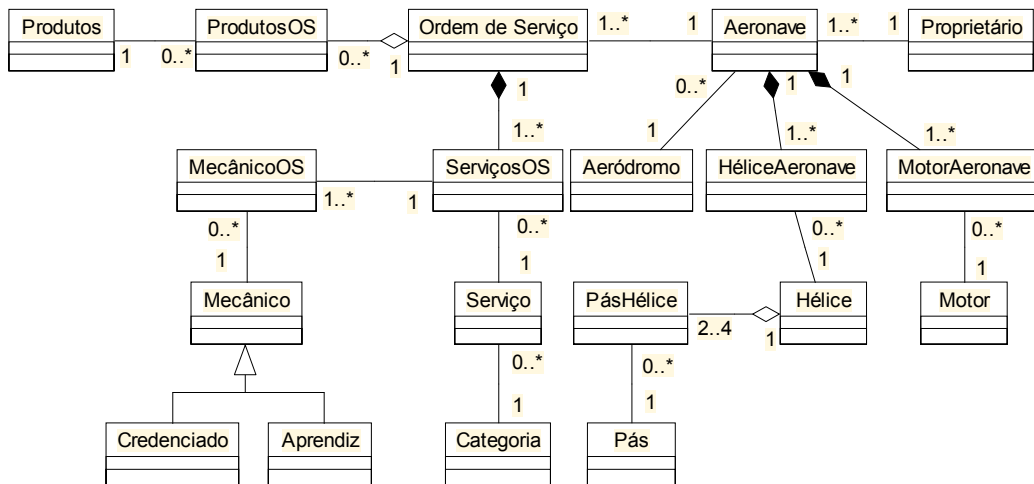 Produtos
ProdutosOS
Ordem de Serviço
Aeronave
Proprietário
1
0..*
0..*
1
1..*
1
1..*
1
1
1..*
0..*
1
1
1
1..*
1..*
MecânicoOS
ServiçosOS
Aeródromo
HéliceAeronave
MotorAeronave
1..*
1
0..*
1
0..*
1
0..*
1
0..*
1
Mecânico
Serviço
PásHélice
Hélice
Motor
2..4
1
0..*
1
0..*
1
Credenciado
Aprendiz
Categoria
Pás